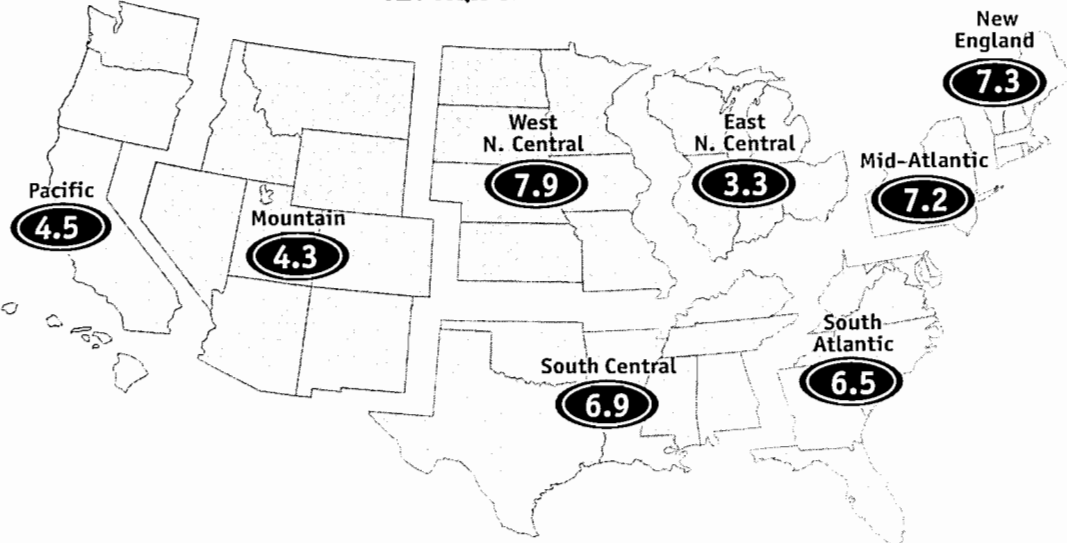 New
England
7.3
West
N. Central
7.9
East
N. Central
3.3
Mid-Atlantic
7.2
Pacific
4.5
Mountain
4.3
South
Atlantic
6.5
South Central
6.9